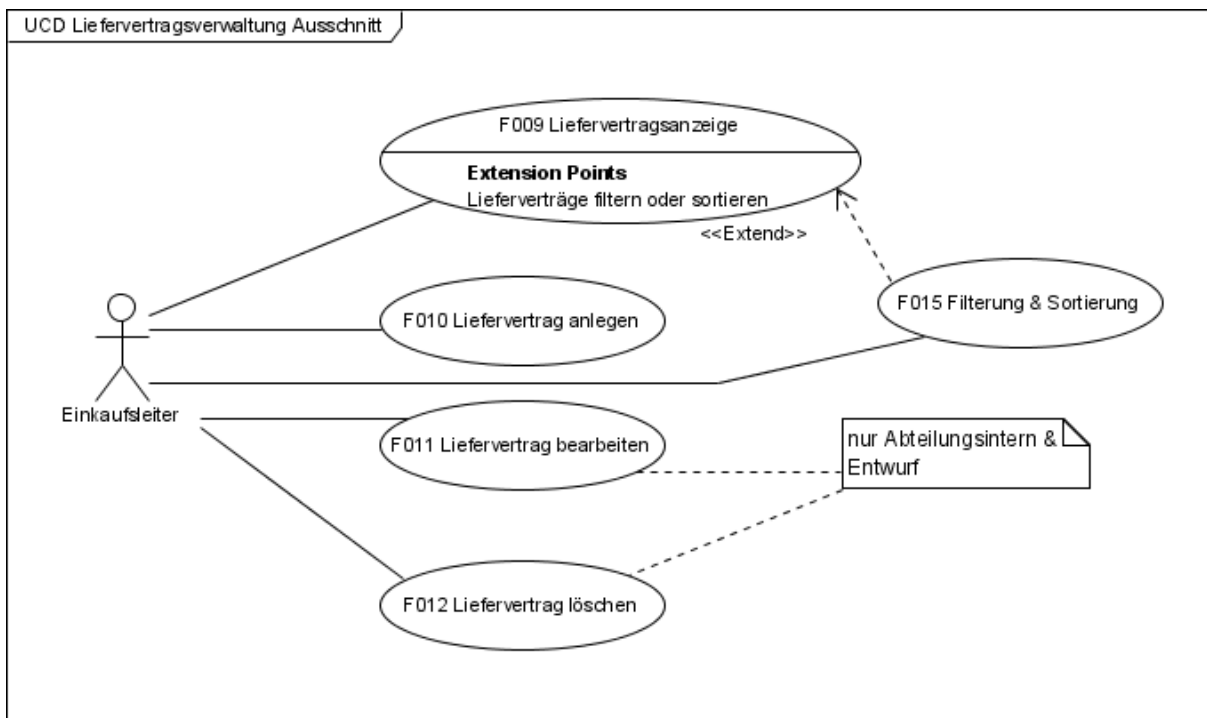 UCD Liefervertragsverwaltung Ausschnitt
F009 Liefervertragsanzeige
Extension Points
Lieferverträge filtern oder sortieren
<<Extend>>
F015 Filterung & Sortierung
F010 Liefervertrag anlegen
Einkaufsleiter
F011 Liefervertrag bearbeiten
nur Abteilungsintern &
Entwurf
F012 Liefervertrag löschen